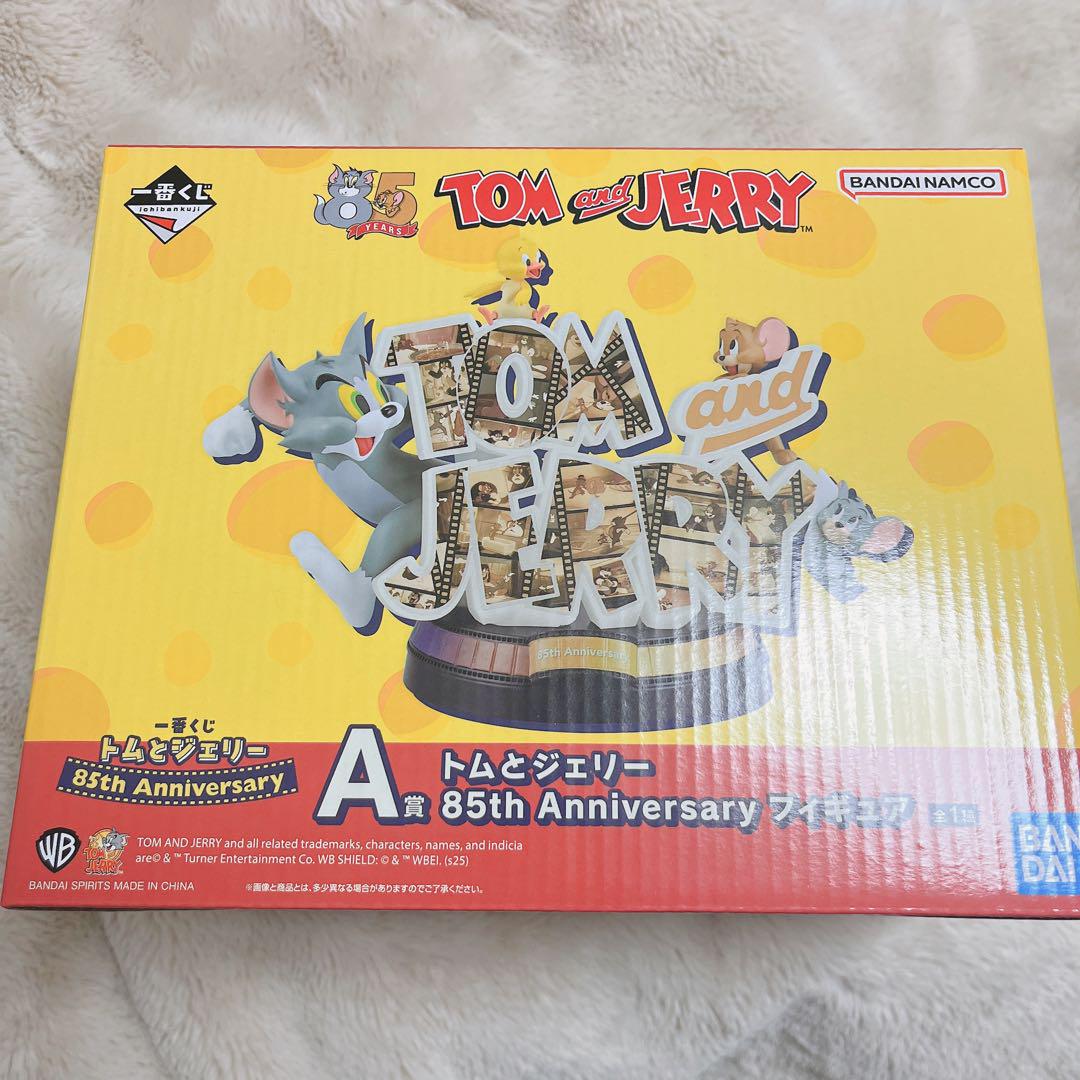 一番くじ
ichibankuji
85
YEARS
TOM and JERRY™
BANDAI NAMCO
TOM and
JERRY
85th Anniversary
一番くじ
トムとジェリー
85th Anniversary
A賞
トムとジェリー
85th Anniversary フィギュア 全1種
WB
TOM and JERRY
TOM AND JERRY and all related trademarks, characters, names, and indicia
are© & ™ Turner Entertainment Co. WB SHIELD: © & ™ WBEI. (s25)
BANDAI SPIRITS MADE IN CHINA
※画像と商品とは、多少異なる場合がありますのでご了承ください。
BAN
DAI